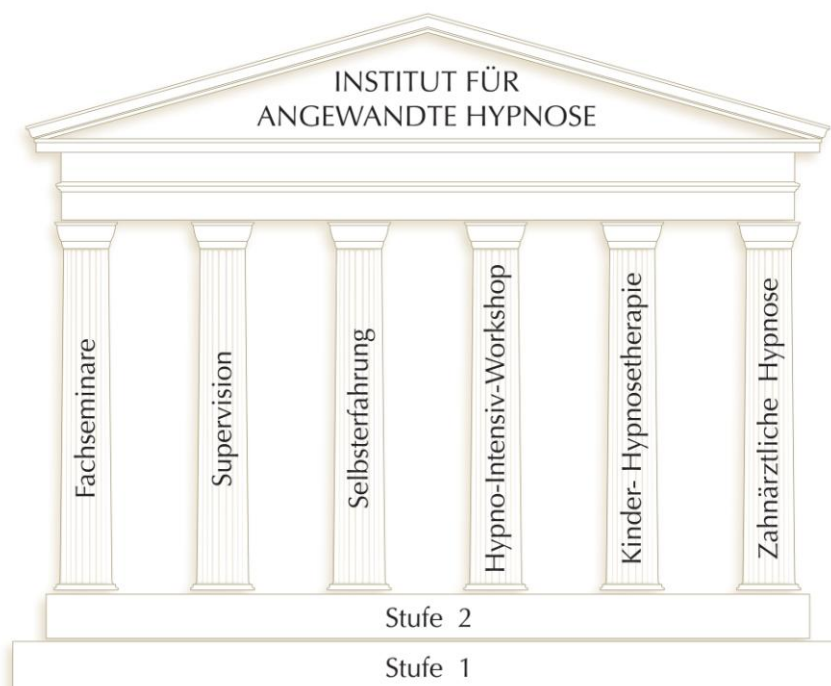 INSTITUT FÜR
ANGEWANDTE HYPNOSE
Fachseminare
Supervision
Selbsterfahrung
Hypno-Intensiv-Workshop
Kinder- Hypnosetherapie
Zahnärztliche Hypnose
Stufe 2
Stufe 1